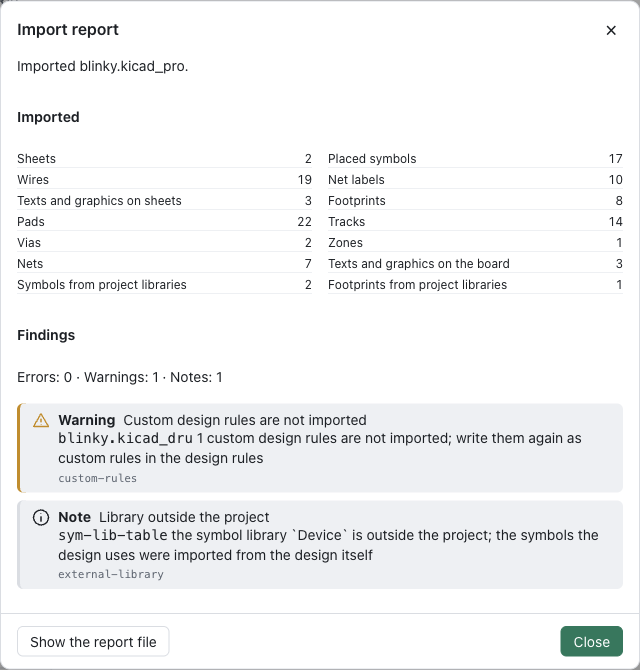 Import report
Imported blinky.kicad_pro.
Imported
Sheets 2 Placed symbols 17
Wires 19 Net labels 10
Texts and graphics on sheets 3 Footprints 8
Pads 22 Tracks 14
Vias 2 Zones 1
Nets 7 Texts and graphics on the board 3
Symbols from project libraries 2 Footprints from project libraries 1
Findings
Errors: 0 · Warnings: 1 · Notes: 1
Warning Custom design rules are not imported
blinky.kicad_dru 1 custom design rules are not imported; write them again as
custom rules in the design rules
custom-rules
Note Library outside the project
sym-lib-table the symbol library `Device` is outside the project; the symbols the
design uses were imported from the design itself
external-library
Show the report file Close